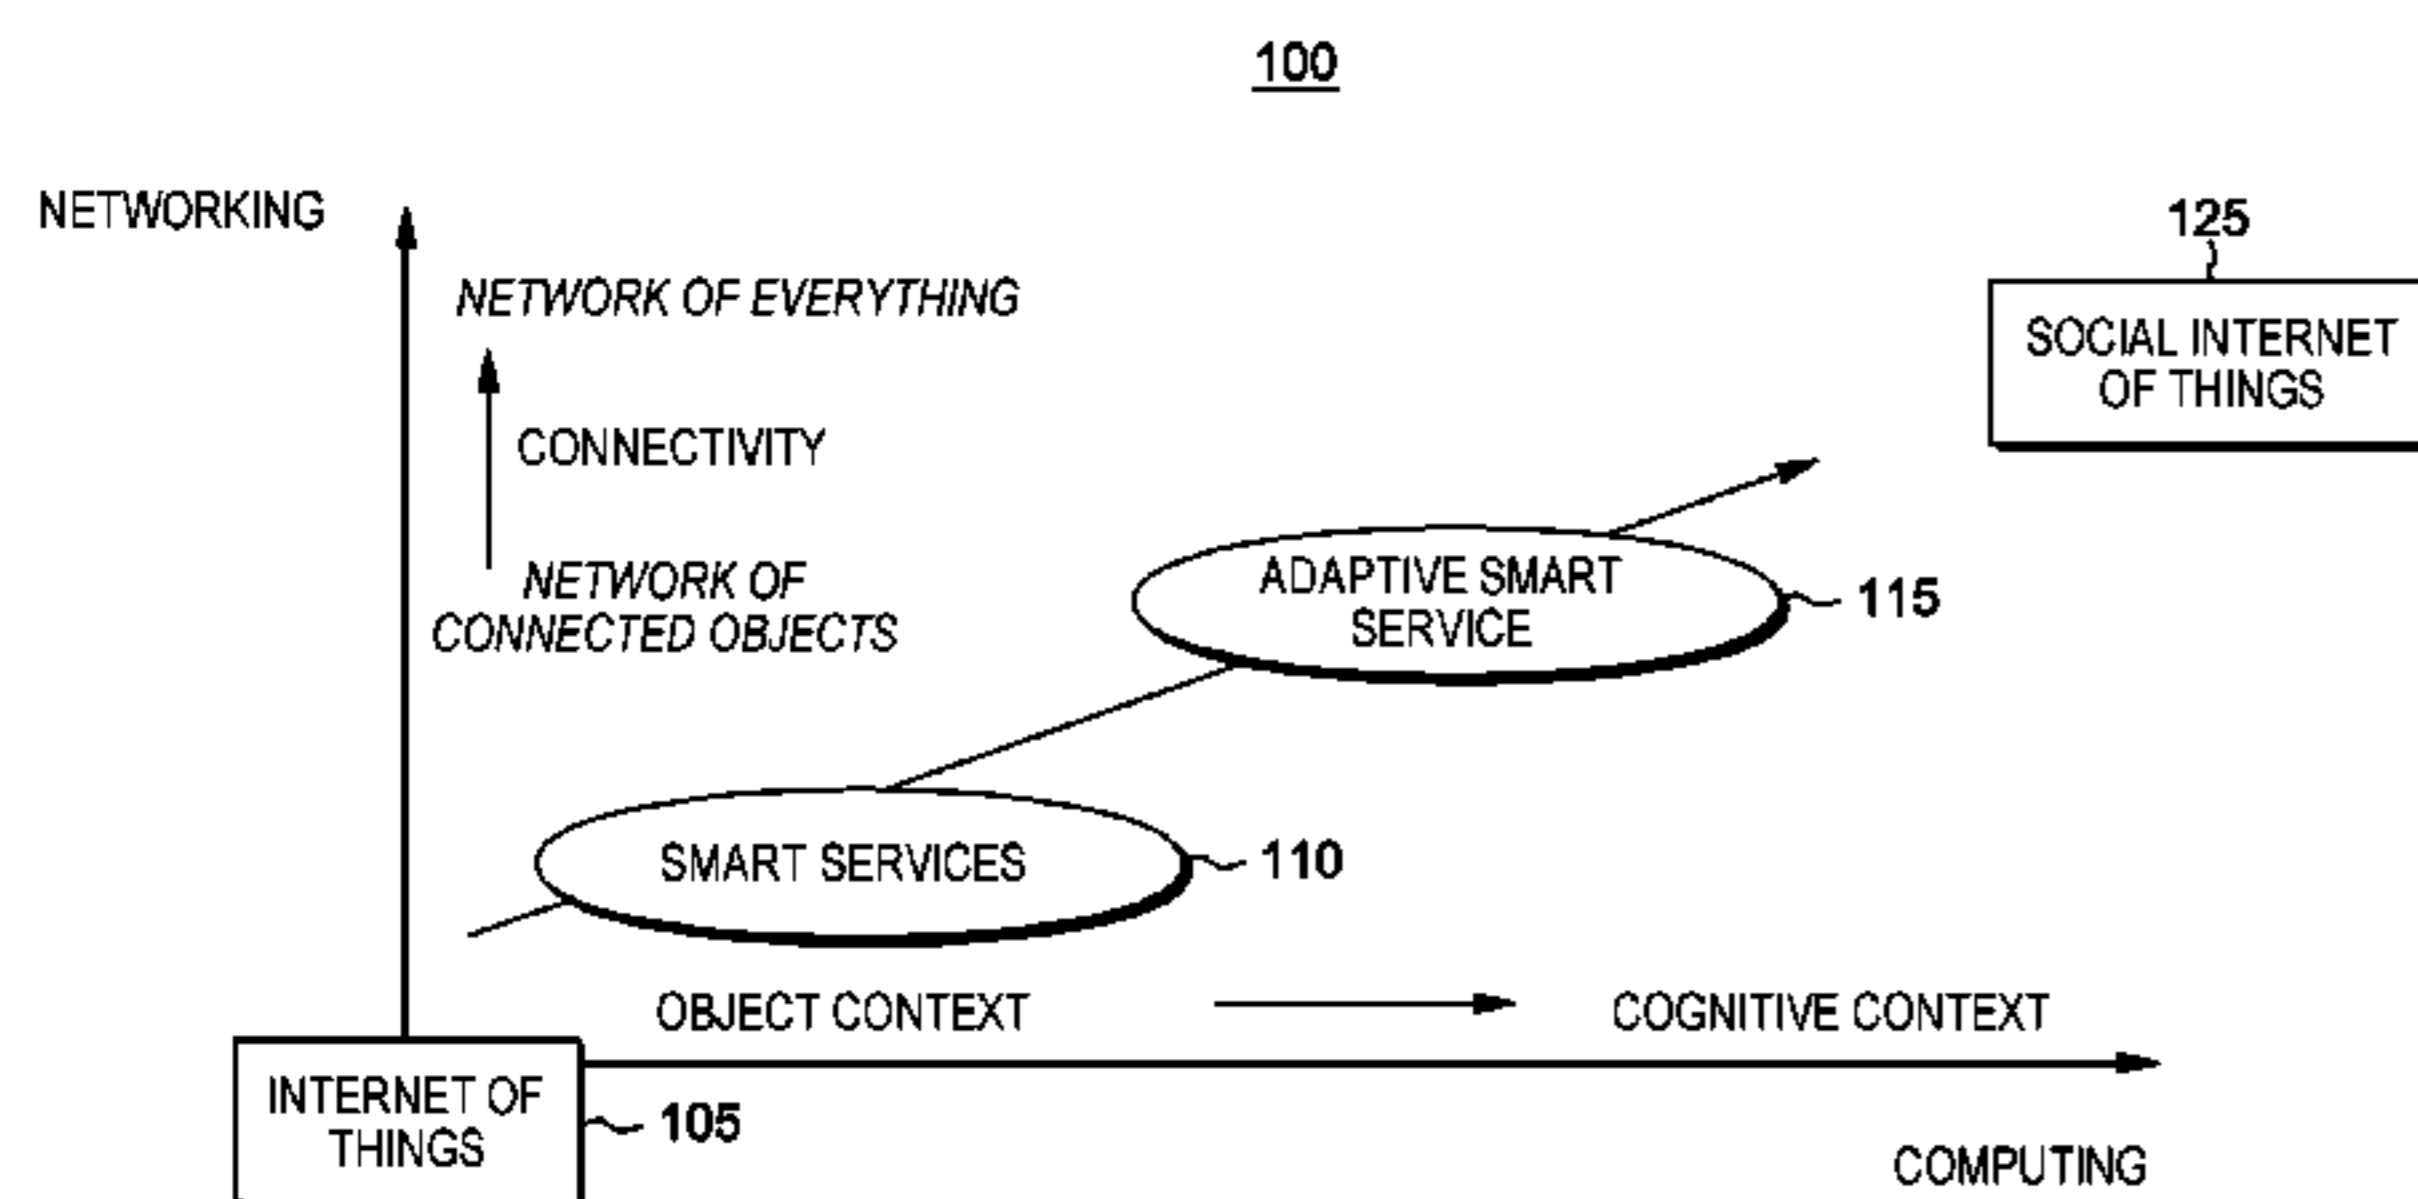 100
NETWORKING
125
NETWORK OF EVERYTHING
SOCIAL INTERNET
OF THINGS
CONNECTIVITY
NETWORK OF
CONNECTED OBJECTS
ADAPTIVE SMART
SERVICE
115
SMART SERVICES
110
OBJECT CONTEXT
COGNITIVE CONTEXT
INTERNET OF
THINGS
105
COMPUTING